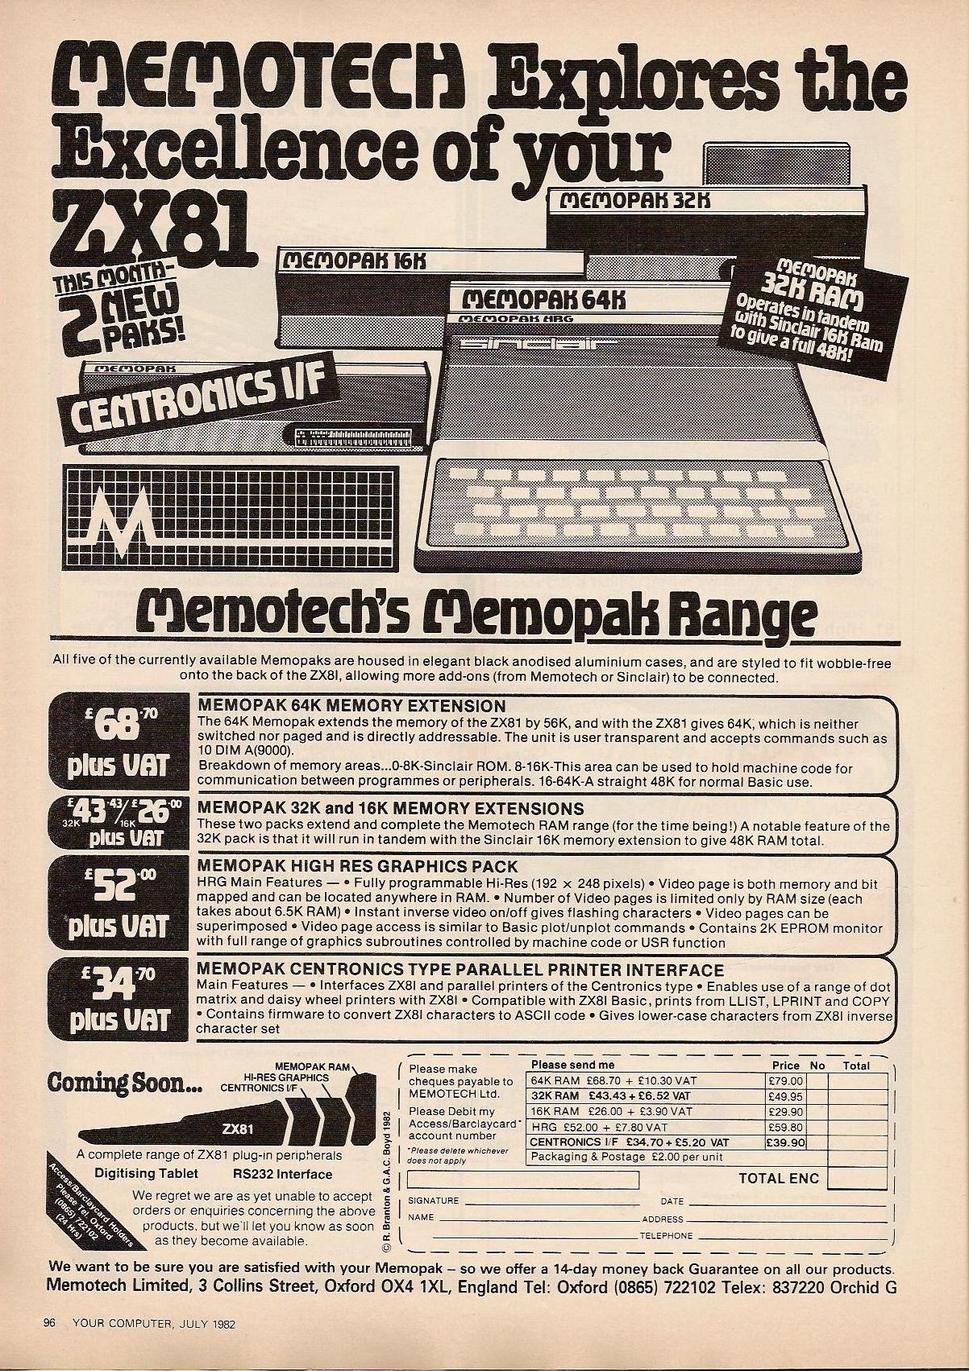 MEMOTECH Explores the
Excellence of your
ZX81
THIS MONTH-
2 NEW
PAKS!
MEMOPAK 32K
MEMOPAK 16K
MEMOPAK 64K
MEMOPAK HRG
sinclair
MEMOPAK
32K RAM
Operates in tandem
with Sinclair 16K Ram
to give a full 48K!
MEMOPAK
CENTRONICS I/F
M
Memotech's Memopak Range
All five of the currently available Memopaks are housed in elegant black anodised aluminium cases, and are styled to fit wobble-free
onto the back of the ZX81, allowing more add-ons (from Memotech or Sinclair) to be connected.
£68.70
plus VAT
MEMOPAK 64K MEMORY EXTENSION
The 64K Memopak extends the memory of the ZX81 by 56K, and with the ZX81 gives 64K, which is neither
switched nor paged and is directly addressable. The unit is user transparent and accepts commands such as
10 DIM A(9000).
Breakdown of memory areas...0-8K-Sinclair ROM. 8-16K-This area can be used to hold machine code for
communication between programmes or peripherals. 16-64K-A straight 48K for normal Basic use.
£43.43/£26.00
32K 16K
plus VAT
MEMOPAK 32K and 16K MEMORY EXTENSIONS
These two packs extend and complete the Memotech RAM range (for the time being!) A notable feature of the
32K pack is that it will run in tandem with the Sinclair 16K memory extension to give 48K RAM total.
£52.00
plus VAT
MEMOPAK HIGH RES GRAPHICS PACK
HRG Main Features — • Fully programmable Hi-Res (192 × 248 pixels) • Video page is both memory and bit
mapped and can be located anywhere in RAM. • Number of Video pages is limited only by RAM size (each
takes about 6.5K RAM) • Instant inverse video on/off gives flashing characters • Video pages can be
superimposed • Video page access is similar to Basic plot/unplot commands • Contains 2K EPROM monitor
with full range of graphics subroutines controlled by machine code or USR function
£34.70
plus VAT
MEMOPAK CENTRONICS TYPE PARALLEL PRINTER INTERFACE
Main Features — • Interfaces ZX81 and parallel printers of the Centronics type • Enables use of a range of dot
matrix and daisy wheel printers with ZX81 • Compatible with ZX81 Basic, prints from LLIST, LPRINT and COPY
• Contains firmware to convert ZX81 characters to ASCII code • Gives lower-case characters from ZX81 inverse
character set
Coming Soon...
MEMOPAK RAM
HI-RES GRAPHICS
CENTRONICS I/F
ZX81
A complete range of ZX81 plug-in peripherals
Digitising Tablet RS232 Interface
We regret we are as yet unable to accept
orders or enquiries concerning the above
products, but we'll let you know as soon
as they become available.
Access/Barclaycard Holders
Please Tel. Oxford
(0865) 722102
(24 Hrs)
© R. Branton & G.A.C. Boyd 1982
Please make
cheques payable to
MEMOTECH Ltd.
Please Debit my
Access/Barclaycard*
account number
*Please delete whichever
does not apply
Please send me Price No Total
64K RAM £68.70 + £10.30 VAT £79.00
32K RAM £43.43 + £6.52 VAT £49.95
16K RAM £26.00 + £3.90 VAT £29.90
HRG £52.00 + £7.80 VAT £59.80
CENTRONICS I/F £34.70 + £5.20 VAT £39.90
Packaging & Postage £2.00 per unit
TOTAL ENC
SIGNATURE DATE
NAME ADDRESS
TELEPHONE
We want to be sure you are satisfied with your Memopak – so we offer a 14-day money back Guarantee on all our products.
Memotech Limited, 3 Collins Street, Oxford OX4 1XL, England Tel: Oxford (0865) 722102 Telex: 837220 Orchid G
96 YOUR COMPUTER, JULY 1982